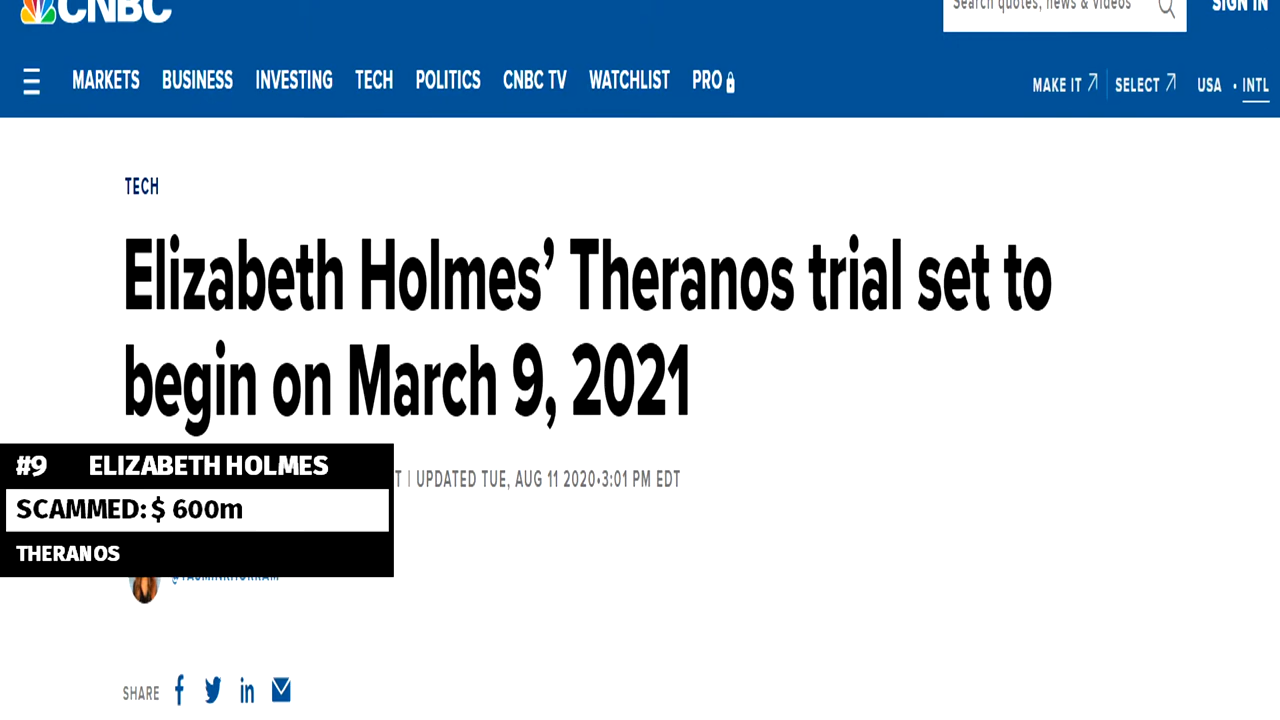 CNBC
Search quotes, news & videos
SIGN IN
MARKETS BUSINESS INVESTING TECH POLITICS CNBC TV WATCHLIST PRO
MAKE IT SELECT USA • INTL
TECH
Elizabeth Holmes’ Theranos trial set to
begin on March 9, 2021
T | UPDATED TUE, AUG 11 2020•3:01 PM EDT
#9 ELIZABETH HOLMES
SCAMMED: $ 600m
THERANOS
SHARE